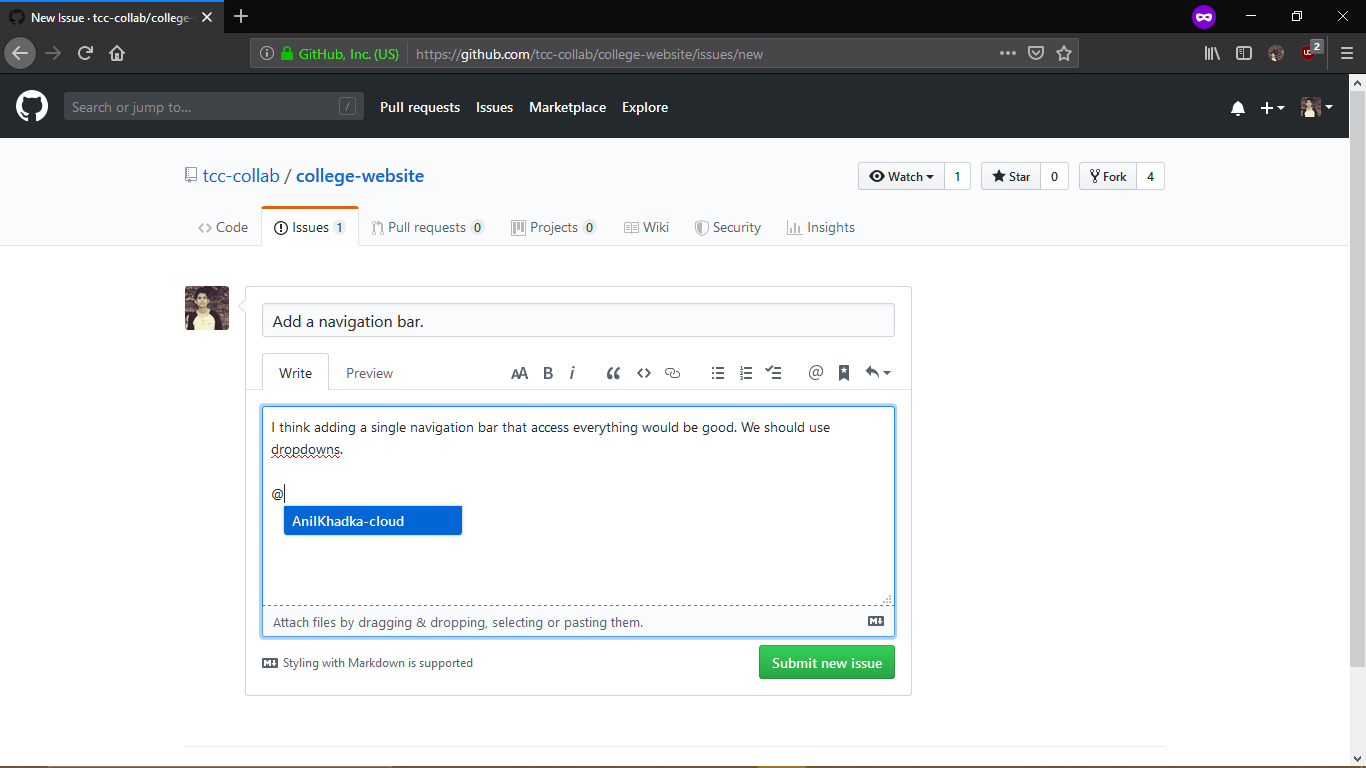 New Issue · tcc-collab/college-
GitHub, Inc. (US)
https://github.com/tcc-collab/college-website/issues/new
2
Search or jump to...
/
Pull requests
Issues
Marketplace
Explore
tcc-collab / college-website
Watch
1
Star
0
Fork
4
Code
Issues 1
Pull requests 0
Projects 0
Wiki
Security
Insights
Add a navigation bar.
Write
Preview
AA B i
I think adding a single navigation bar that access everything would be good. We should use
dropdowns.
@
AnilKhadka-cloud
Attach files by dragging & dropping, selecting or pasting them.
Styling with Markdown is supported
Submit new issue